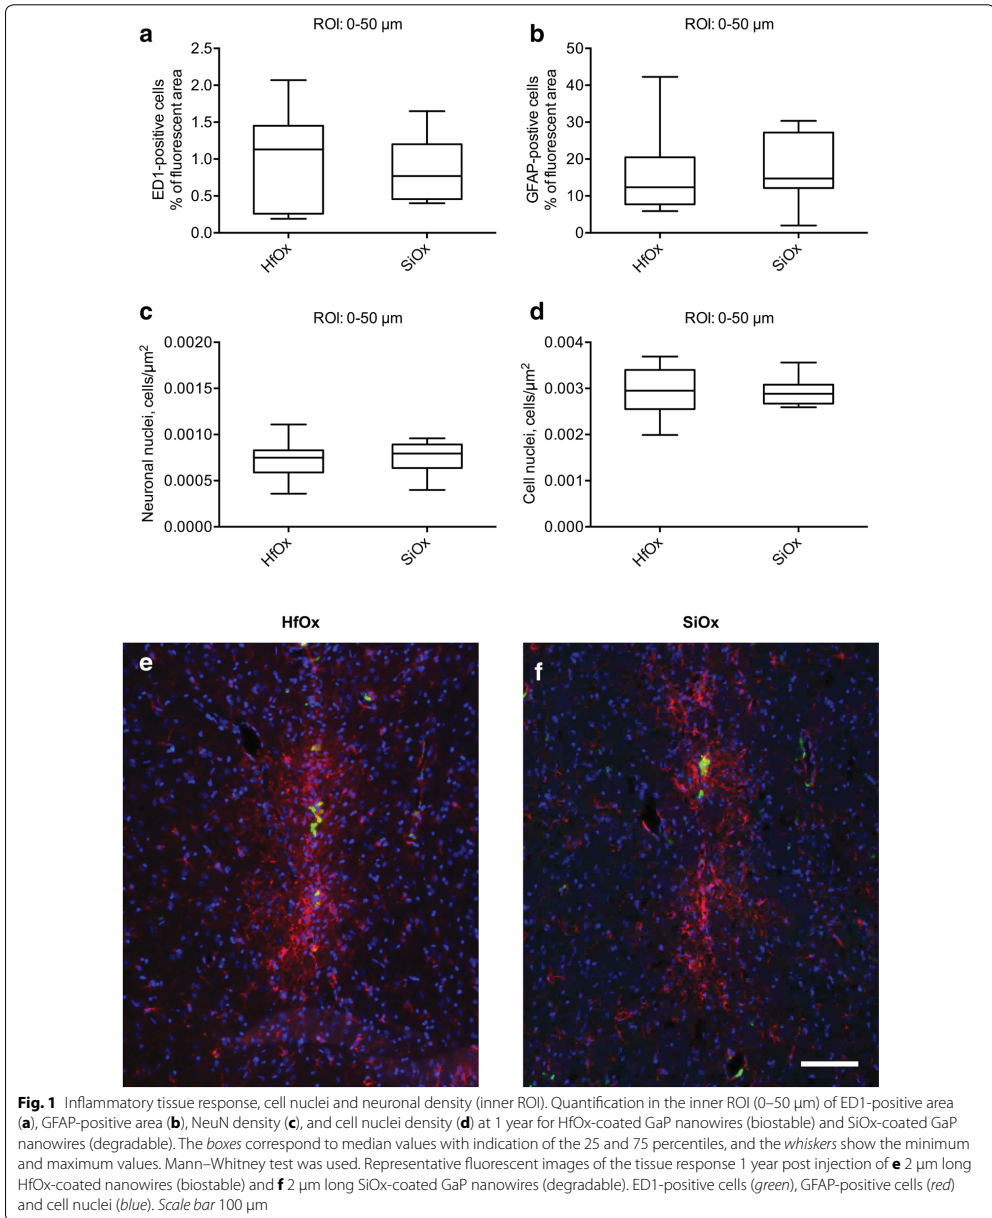 a
ROI: 0-50 µm
ED1-positive cells
% of fluorescent area
2.5
2.0
1.5
1.0
0.5
0.0
HfOx
SiOx
b
ROI: 0-50 µm
GFAP-postive cells
% of fluorescent area
50
40
30
20
10
0
HfOx
SiOx
c
ROI: 0-50 µm
Neuronal nuclei, cells/µm2
0.0020
0.0015
0.0010
0.0005
0.0000
HfOx
SiOx
d
ROI: 0-50 µm
Cell nuclei, cells/µm2
0.004
0.003
0.002
0.001
0.000
HfOx
SiOx
HfOx
e
SiOx
f
Fig. 1 Inflammatory tissue response, cell nuclei and neuronal density (inner ROI). Quantification in the inner ROI (0–50 µm) of ED1-positive area
(a), GFAP-positive area (b), NeuN density (c), and cell nuclei density (d) at 1 year for HfOx-coated GaP nanowires (biostable) and SiOx-coated GaP
nanowires (degradable). The boxes correspond to median values with indication of the 25 and 75 percentiles, and the whiskers show the minimum
and maximum values. Mann–Whitney test was used. Representative fluorescent images of the tissue response 1 year post injection of e 2 µm long
HfOx-coated nanowires (biostable) and f 2 µm long SiOx-coated GaP nanowires (degradable). ED1-positive cells (green), GFAP-positive cells (red)
and cell nuclei (blue). Scale bar 100 µm